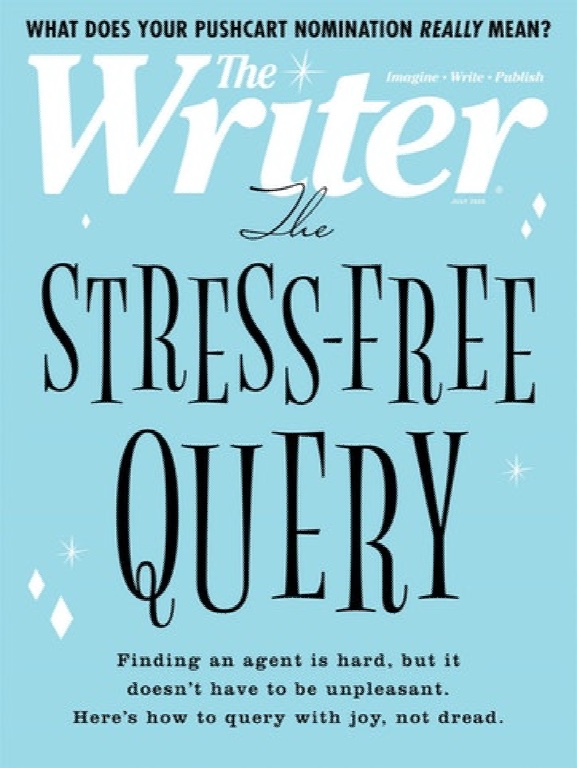 WHAT DOES YOUR PUSHCART NOMINATION REALLY MEAN?
The
Imagine • Write • Publish
Writer
The
STRESS-FREE
QUERY
Finding an agent is hard, but it
doesn't have to be unpleasant.
Here's how to query with joy, not dread.